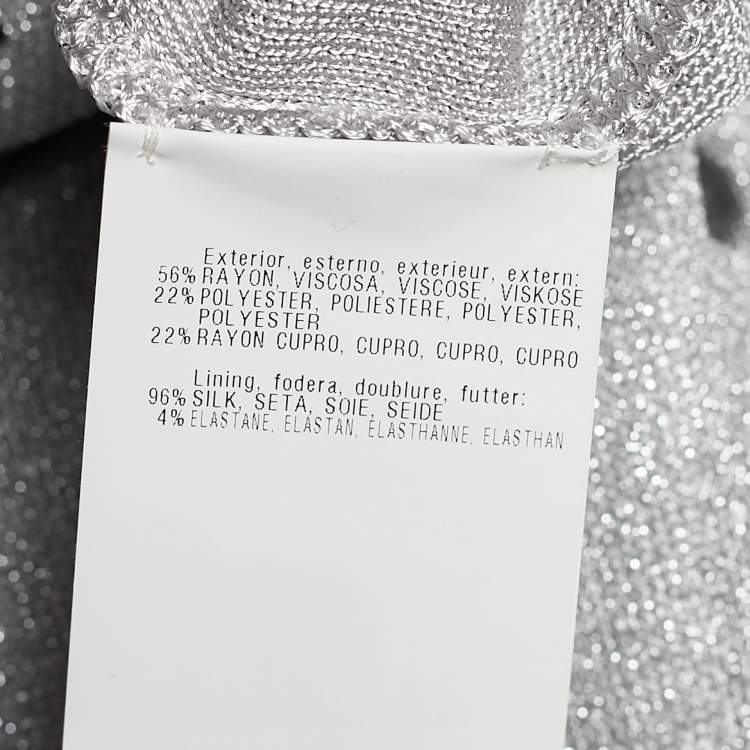 Exterior, esterno, exterieur, extern:
56% RAYON, VISCOSA, VISCOSE, VISKOSE
22% POLYESTER, POLIESTERE, POLYESTER,
POLYESTER
22% RAYON CUPRO, CUPRO, CUPRO, CUPRO
Lining, fodera, doublure, futter:
96% SILK, SETA, SOIE, SEIDE
4% ELASTANE, ELASTAN, ELASTHANNE, ELASTHAN